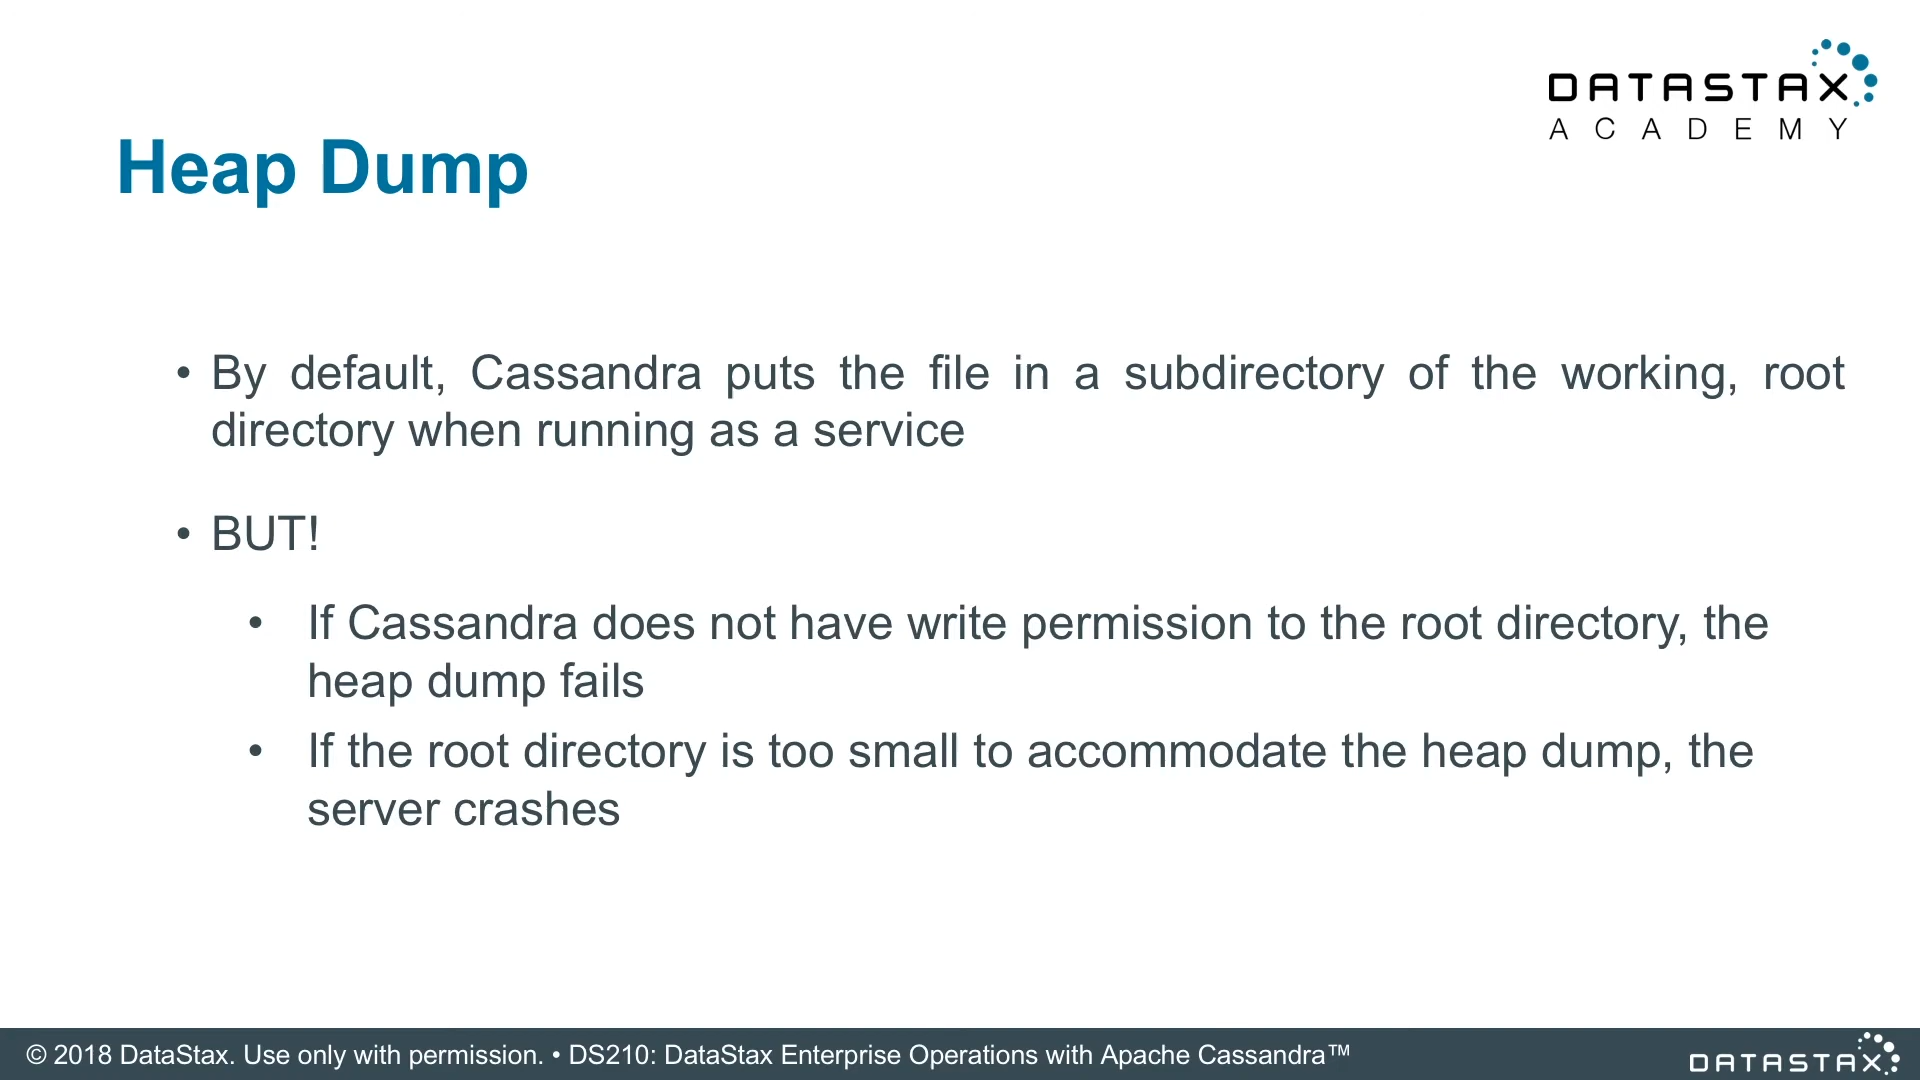 DATASTAX
ACADEMY
Heap Dump
• By default, Cassandra puts the file in a subdirectory of the working, root
directory when running as a service
• BUT!
• If Cassandra does not have write permission to the root directory, the
heap dump fails
• If the root directory is too small to accommodate the heap dump, the
server crashes
© 2018 DataStax. Use only with permission. • DS210: DataStax Enterprise Operations with Apache Cassandra™
DATASTAX